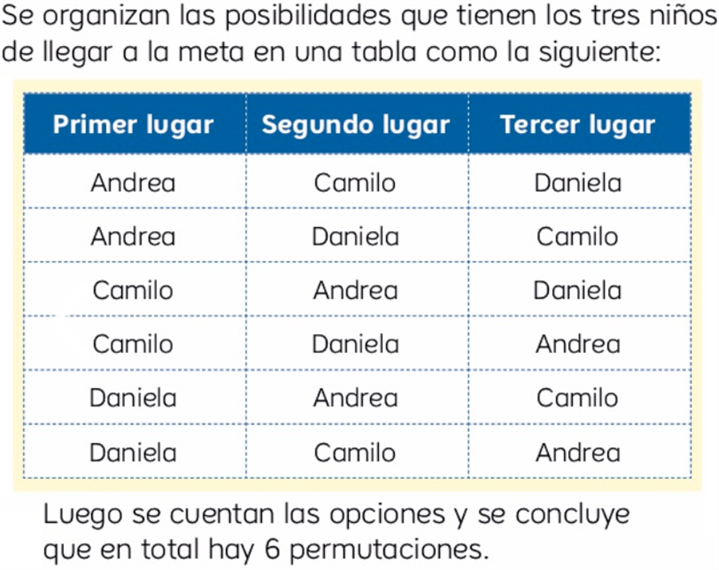 Se organizan las posibilidades que tienen los tres niños
de llegar a la meta en una tabla como la siguiente:
Primer lugar Segundo lugar Tercer lugar
Andrea Camilo Daniela
Andrea Daniela Camilo
Camilo Andrea Daniela
Camilo Daniela Andrea
Daniela Andrea Camilo
Daniela Camilo Andrea
Luego se cuentan las opciones y se concluye
que en total hay 6 permutaciones.